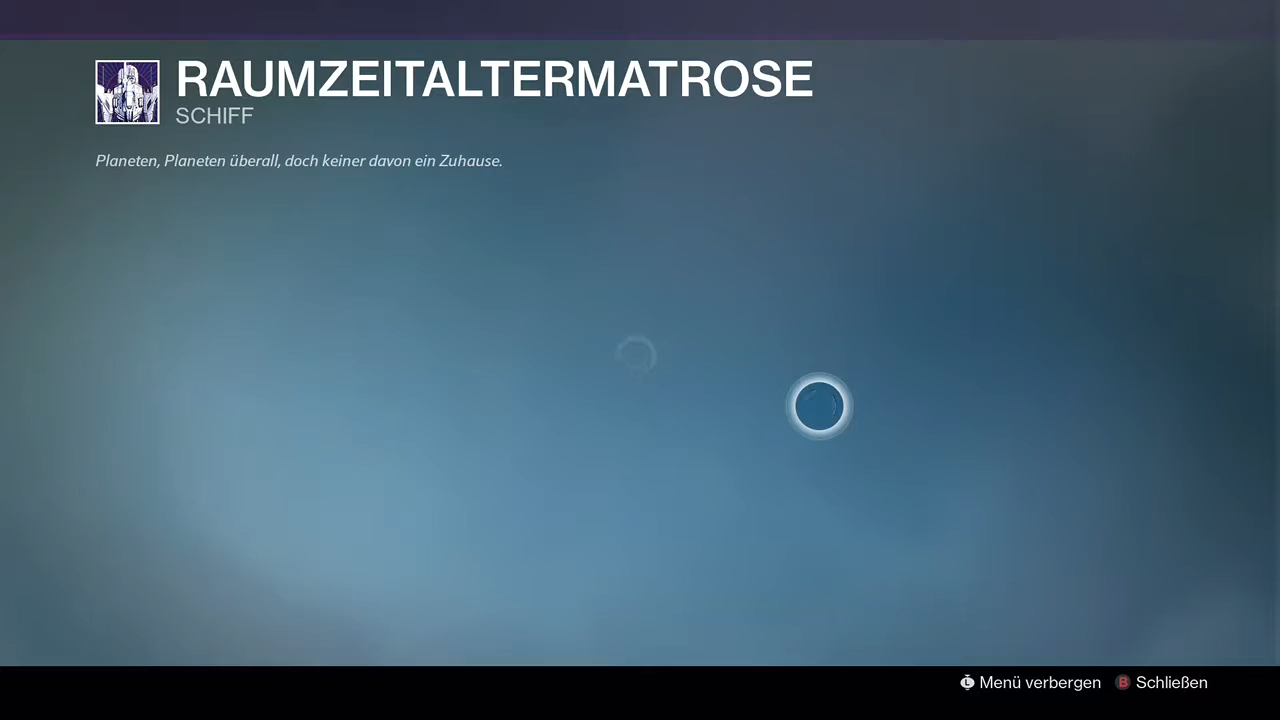 RAUMZEITALTERMATROSE
SCHIFF
Planeten, Planeten überall, doch keiner davon ein Zuhause.
L Menü verbergen B Schließen